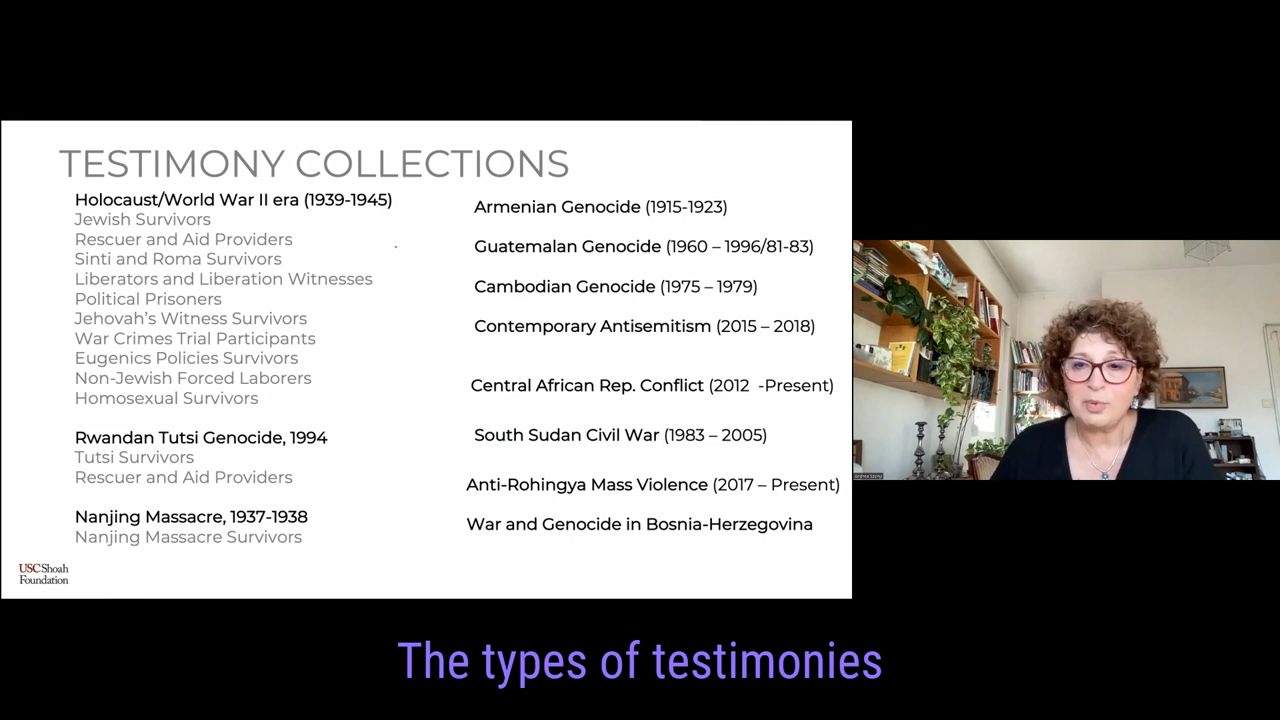 TESTIMONY COLLECTIONS
Holocaust/World War II era (1939-1945)
Jewish Survivors
Rescuer and Aid Providers
Sinti and Roma Survivors
Liberators and Liberation Witnesses
Political Prisoners
Jehovah's Witness Survivors
War Crimes Trial Participants
Eugenics Policies Survivors
Non-Jewish Forced Laborers
Homosexual Survivors
Rwandan Tutsi Genocide, 1994
Tutsi Survivors
Rescuer and Aid Providers
Nanjing Massacre, 1937-1938
Nanjing Massacre Survivors
Armenian Genocide (1915-1923)
Guatemalan Genocide (1960 – 1996/81-83)
Cambodian Genocide (1975 – 1979)
Contemporary Antisemitism (2015 – 2018)
Central African Rep. Conflict (2012 -Present)
South Sudan Civil War (1983 – 2005)
Anti-Rohingya Mass Violence (2017 – Present)
War and Genocide in Bosnia-Herzegovina
USC Shoah
Foundation
The types of testimonies